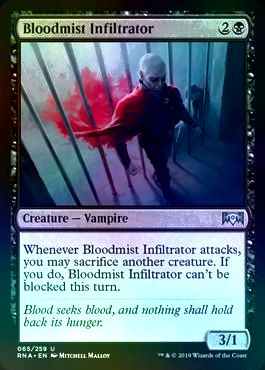 Bloodmist Infiltrator 2
Creature — Vampire
Whenever Bloodmist Infiltrator attacks,
you may sacrifice another creature. If
you do, Bloodmist Infiltrator can't be
blocked this turn.
Blood seeks blood, and nothing shall hold
back its hunger.
3/1
065/259 U
RNA • EN MITCHELL MALLOY
™ & © 2019 Wizards of the Coast